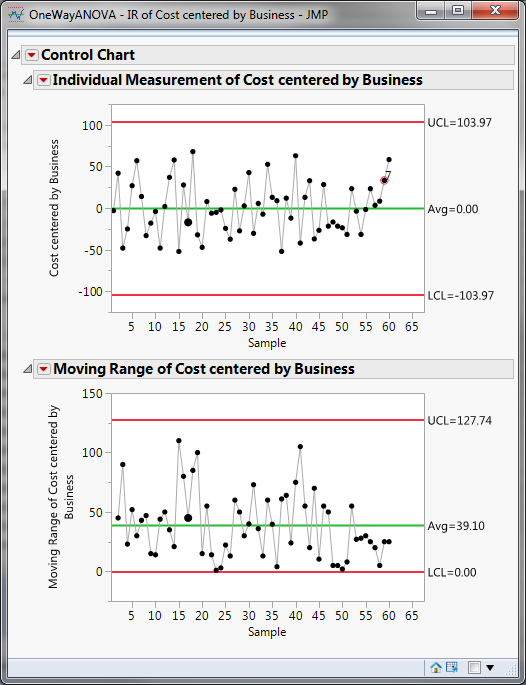 OneWayANOVA - IR of Cost centered by Business - JMP
Control Chart
Individual Measurement of Cost centered by Business
Cost centered by Business
100
50
0
-50
-100
7
UCL=103.97
Avg=0.00
LCL=-103.97
5 10 15 20 25 30 35 40 45 50 55 60 65
Sample
Moving Range of Cost centered by Business
Moving Range of Cost centered by
Business
150
100
50
0
UCL=127.74
Avg=39.10
LCL=0.00
5 10 15 20 25 30 35 40 45 50 55 60 65
Sample